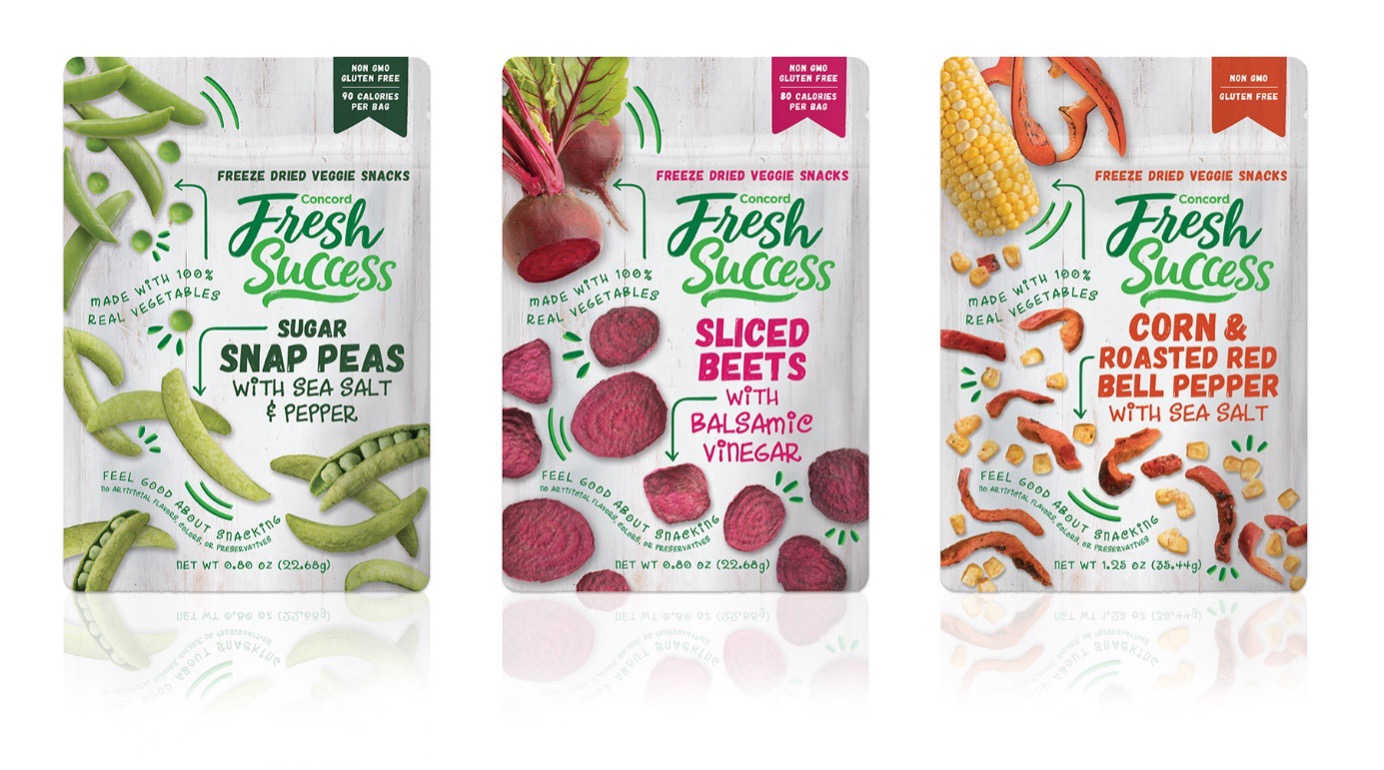 NON GMO
GLUTEN FREE
90 CALORIES
PER BAG
FREEZE DRIED VEGGIE SNACKS
Concord
Fresh
Success
MADE WITH 100%
REAL VEGETABLES
SUGAR
SNAP PEAS
WITH SEA SALT
& PEPPER
FEEL GOOD ABOUT SNACKING
NO ARTIFICIAL FLAVORS, COLORS, OR PRESERVATIVES
NET WT 0.80 OZ (22.68g)
NON GMO
GLUTEN FREE
80 CALORIES
PER BAG
FREEZE DRIED VEGGIE SNACKS
Concord
Fresh
Success
MADE WITH 100%
REAL VEGETABLES
SLICED
BEETS
WITH
BALSAMIC
VINEGAR
FEEL GOOD ABOUT SNACKING
NO ARTIFICIAL FLAVORS, COLORS, OR PRESERVATIVES
NET WT 0.80 OZ (22.68g)
NON GMO
GLUTEN FREE
FREEZE DRIED VEGGIE SNACKS
Concord
Fresh
Success
MADE WITH 100%
REAL VEGETABLES
CORN &
ROASTED RED
BELL PEPPER
WITH SEA SALT
FEEL GOOD ABOUT SNACKING
NO ARTIFICIAL FLAVORS, COLORS, OR PRESERVATIVES
NET WT 1.25 OZ (35.44g)